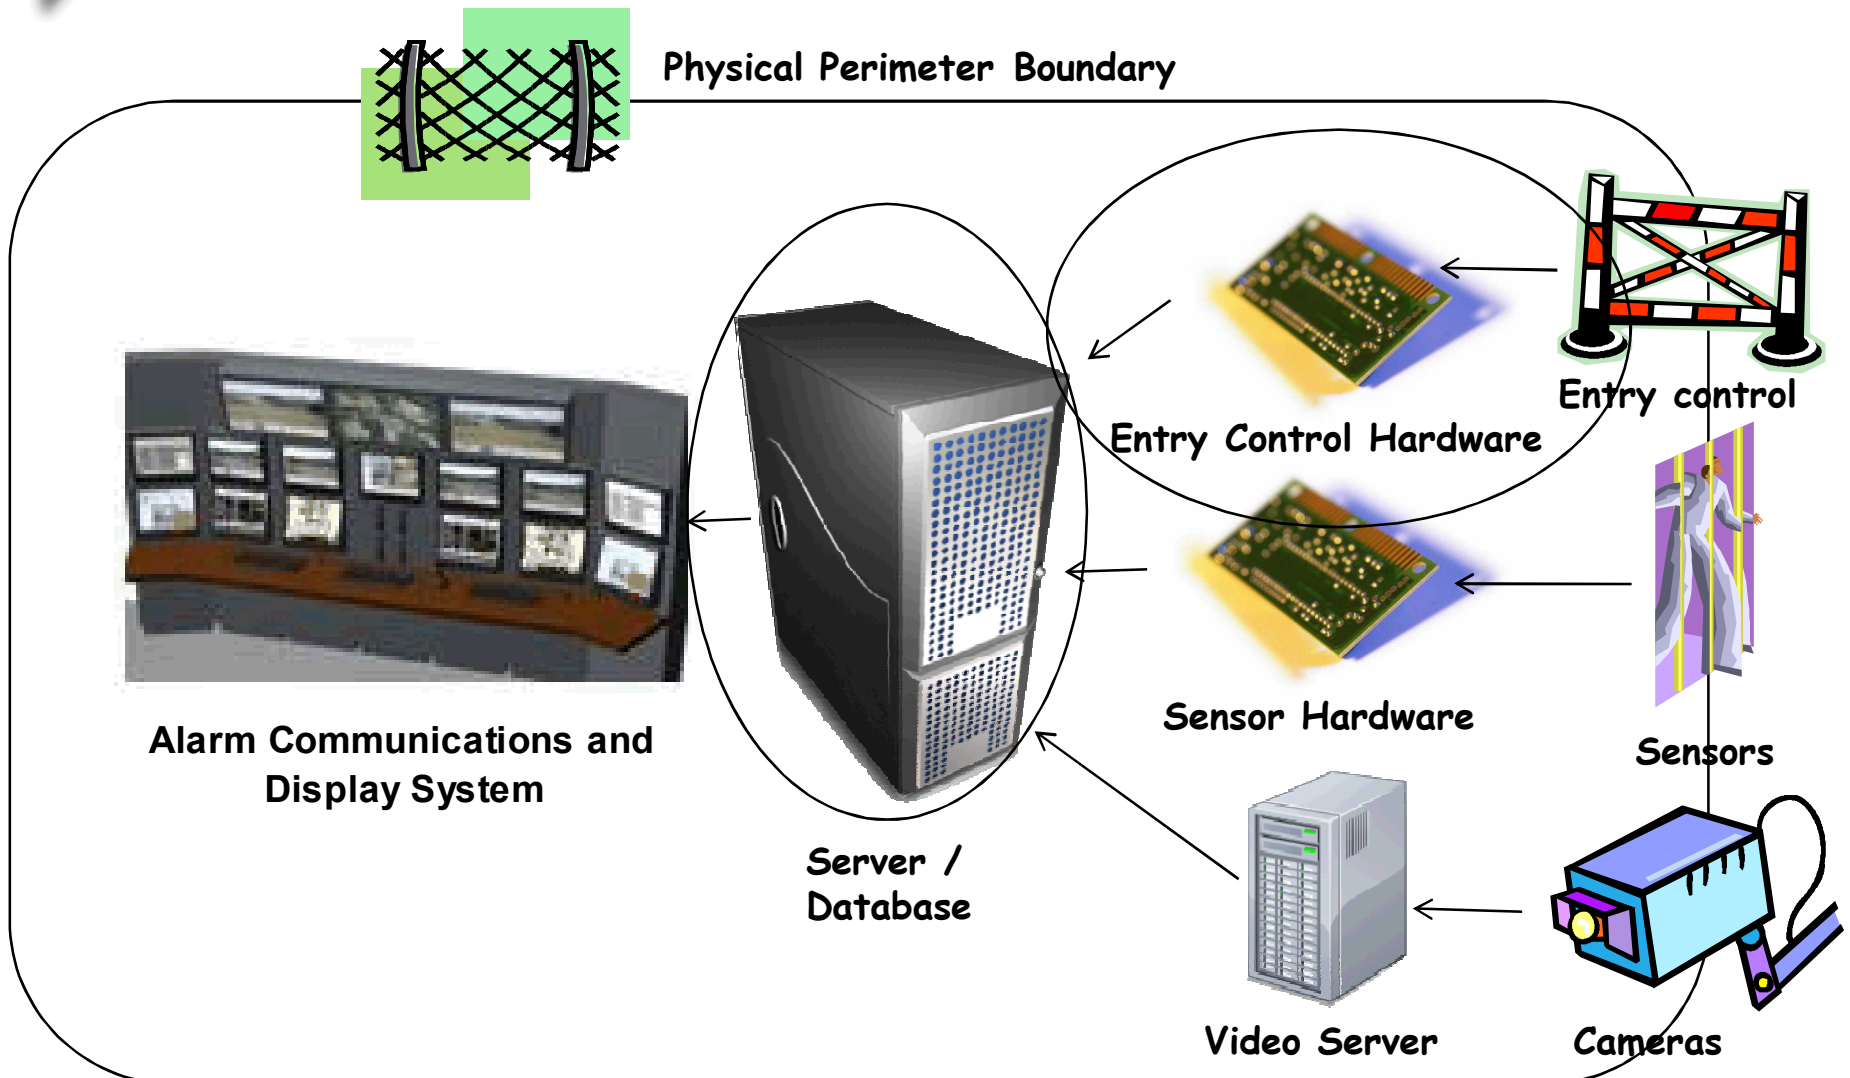 Physical Perimeter Boundary
Entry control
Entry Control Hardware
Sensor Hardware
Sensors
Alarm Communications and
Display System
Server /
Database
Video Server
Cameras